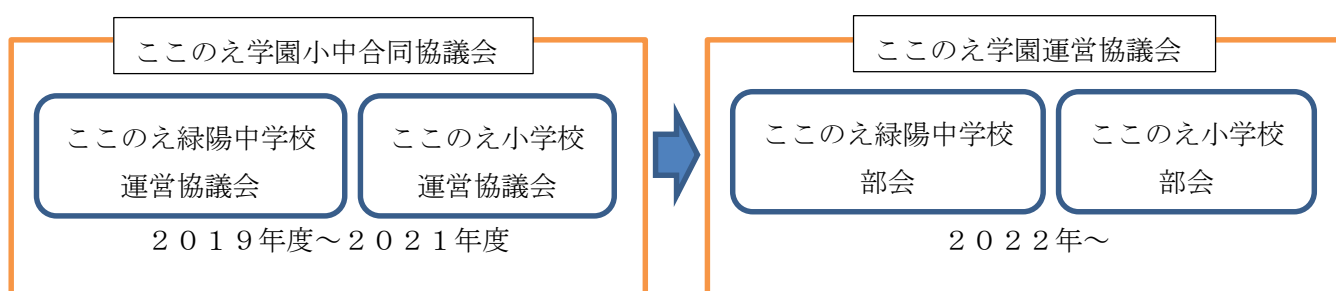 ここのえ学園小中合同協議会
ここのえ緑陽中学校
運営協議会
ここのえ小学校
運営協議会
２０１９年度～２０２１年度
ここのえ学園運営協議会
ここのえ緑陽中学校
部会
ここのえ小学校
部会
２０２２年～